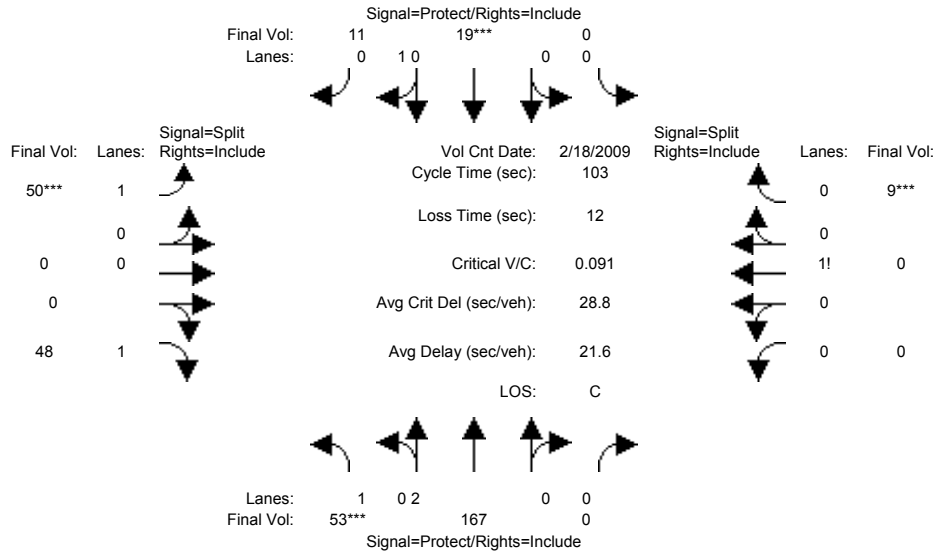 Signal=Protect/Rights=Include
Final Vol: 11 19*** 0
Lanes: 0 1 0 0 0
Signal=Split Signal=Split
Final Vol: Lanes: Rights=Include Vol Cnt Date: 2/18/2009 Rights=Include Lanes: Final Vol:
Cycle Time (sec): 103
50*** 1 0 9***
Loss Time (sec): 12
0 0
0 0 Critical V/C: 0.091 1! 0
0 Avg Crit Del (sec/veh): 28.8 0
48 1 Avg Delay (sec/veh): 21.6 0 0
LOS: C
Lanes: 1 0 2 0 0
Final Vol: 53*** 167 0
Signal=Protect/Rights=Include